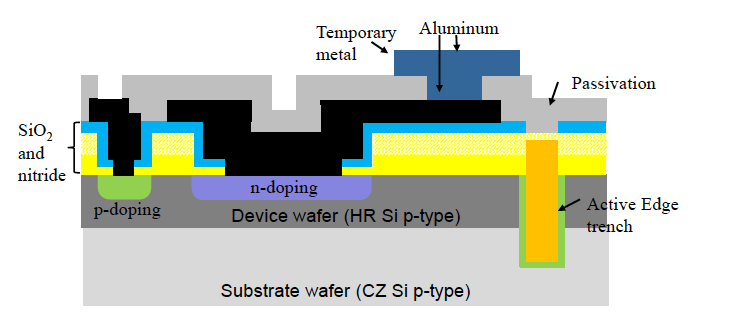 Temporary
metal
Aluminum
Passivation
SiO2
and
nitride
n-doping
p-doping
Device wafer (HR Si p-type)
Active Edge
trench
Substrate wafer (CZ Si p-type)